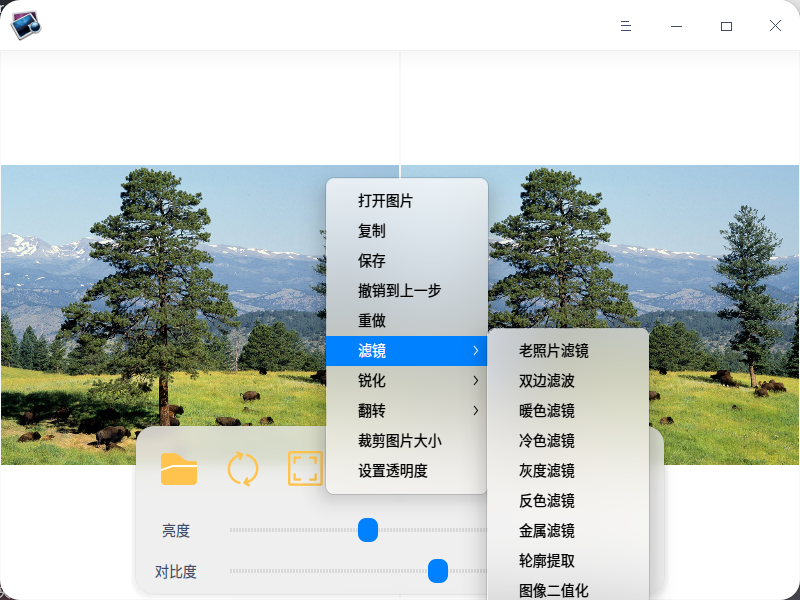 打开图片
复制
保存
撤销到上一步
重做
滤镜
锐化
翻转
裁剪图片大小
设置透明度
老照片滤镜
双边滤波
暖色滤镜
冷色滤镜
灰度滤镜
反色滤镜
金属滤镜
轮廓提取
图像二值化
亮度
对比度